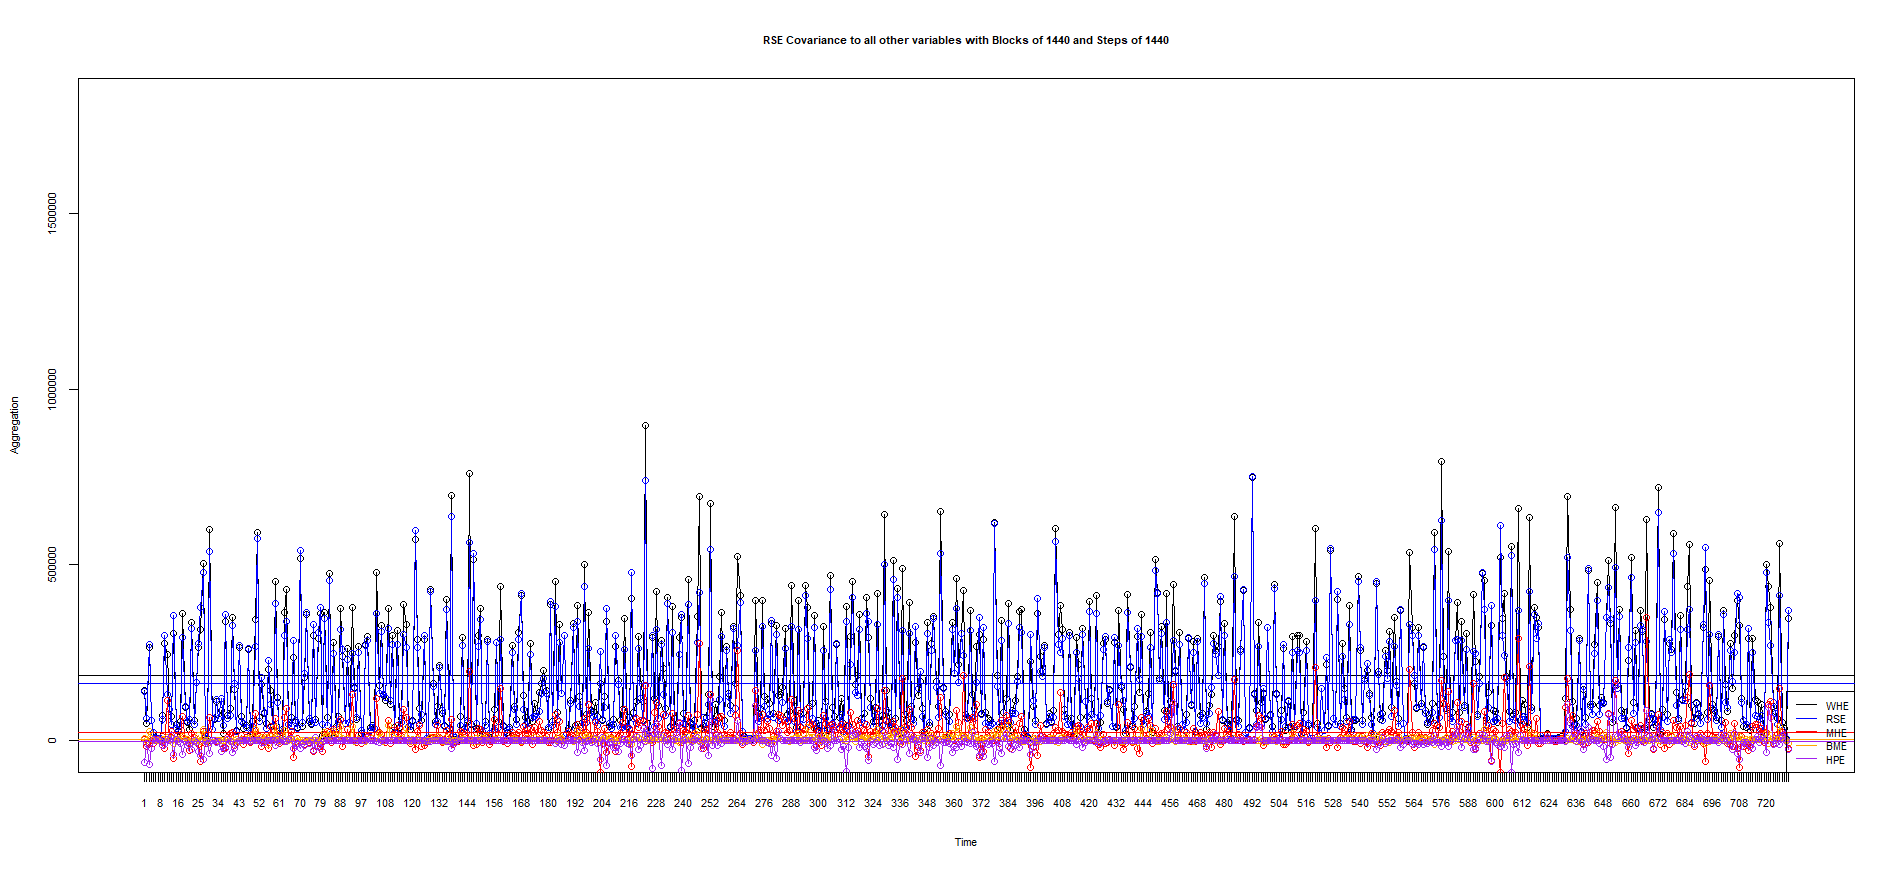 RSE Covariance to all other variables with Blocks of 1440 and Steps of 1440
Aggregation
1500000
1000000
500000
0
WHE
RSE
MHE
BME
HPE
1 8 16 25 34 43 52 61 70 79 88 97 108 120 132 144 156 168 180 192 204 216 228 240 252 264 276 288 300 312 324 336 348 360 372 384 396 408 420 432 444 456 468 480 492 504 516 528 540 552 564 576 588 600 612 624 636 648 660 672 684 696 708 720
Time